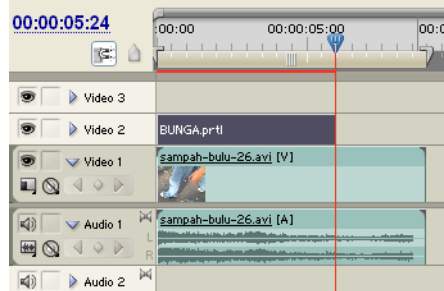 00:00:05:24
:00:00
00:00:05:00
00:0
Video 3
Video 2
BUNGA.prtl
Video 1
sampah-bulu-26.avi [V]
Audio 1
sampah-bulu-26.avi [A]
L
R
Audio 2